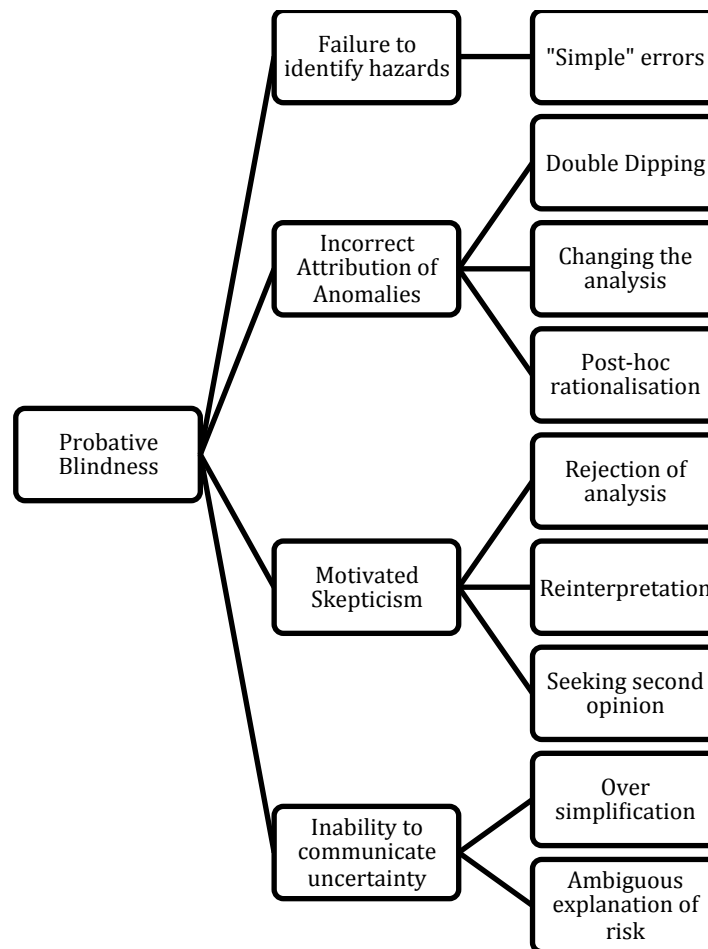 Failure to
identify hazards
"Simple" errors
Double Dipping
Incorrect
Attribution of
Anomalies
Changing the
analysis
Post-hoc
rationalisation
Probative
Blindness
Rejection of
analysis
Motivated
Skepticism
Reinterpretation
Seeking second
opinion
Over
simplification
Inability to
communicate
uncertainty
Ambiguous
explanation of
risk